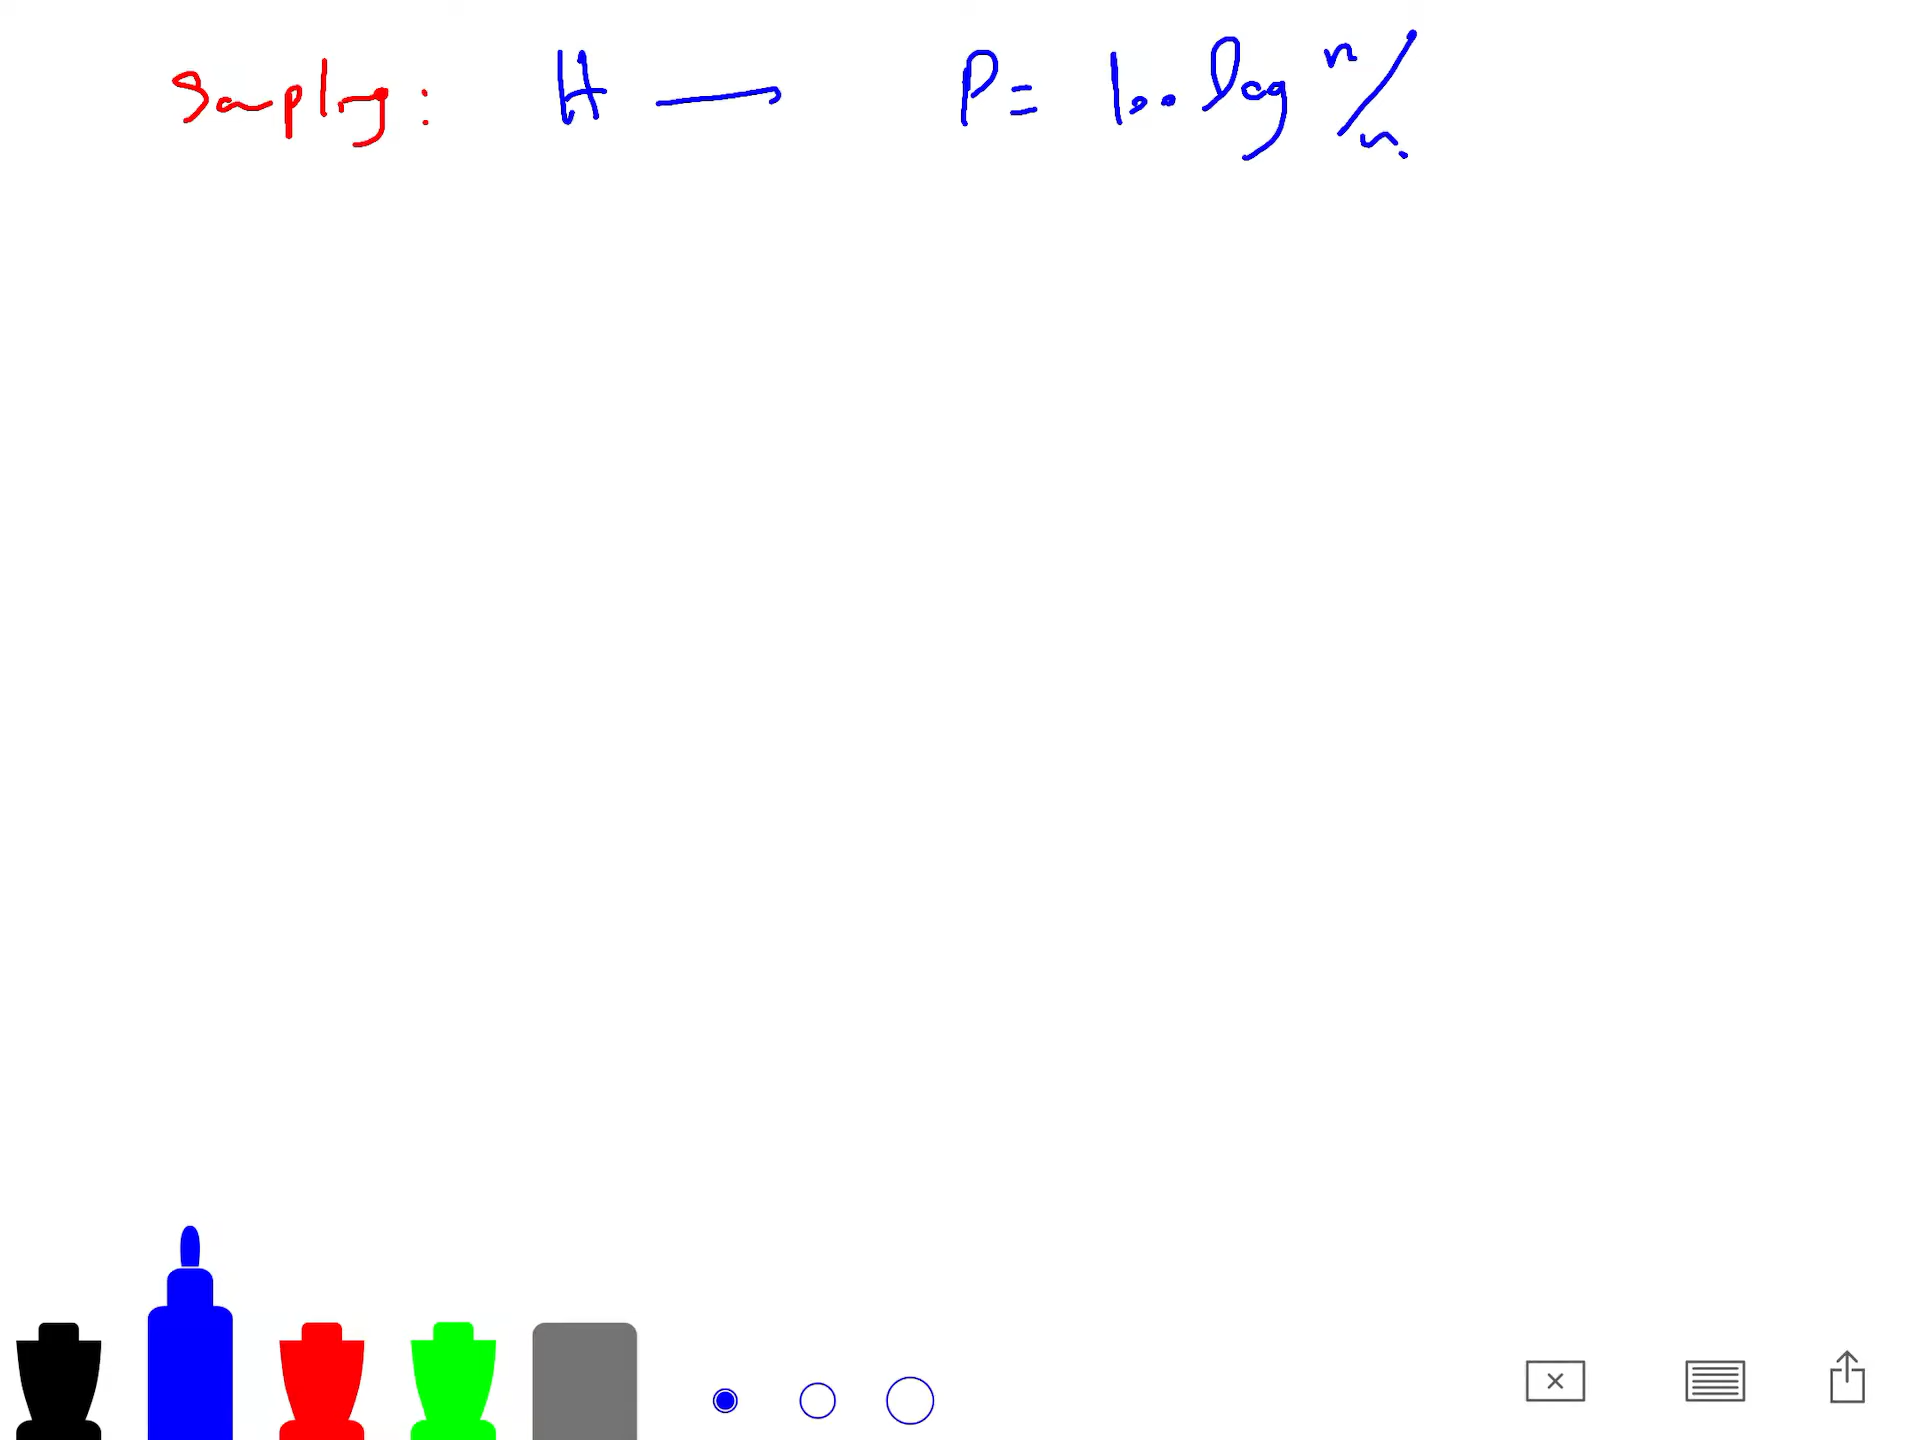 Sampling: H → P = 100 log n / n.